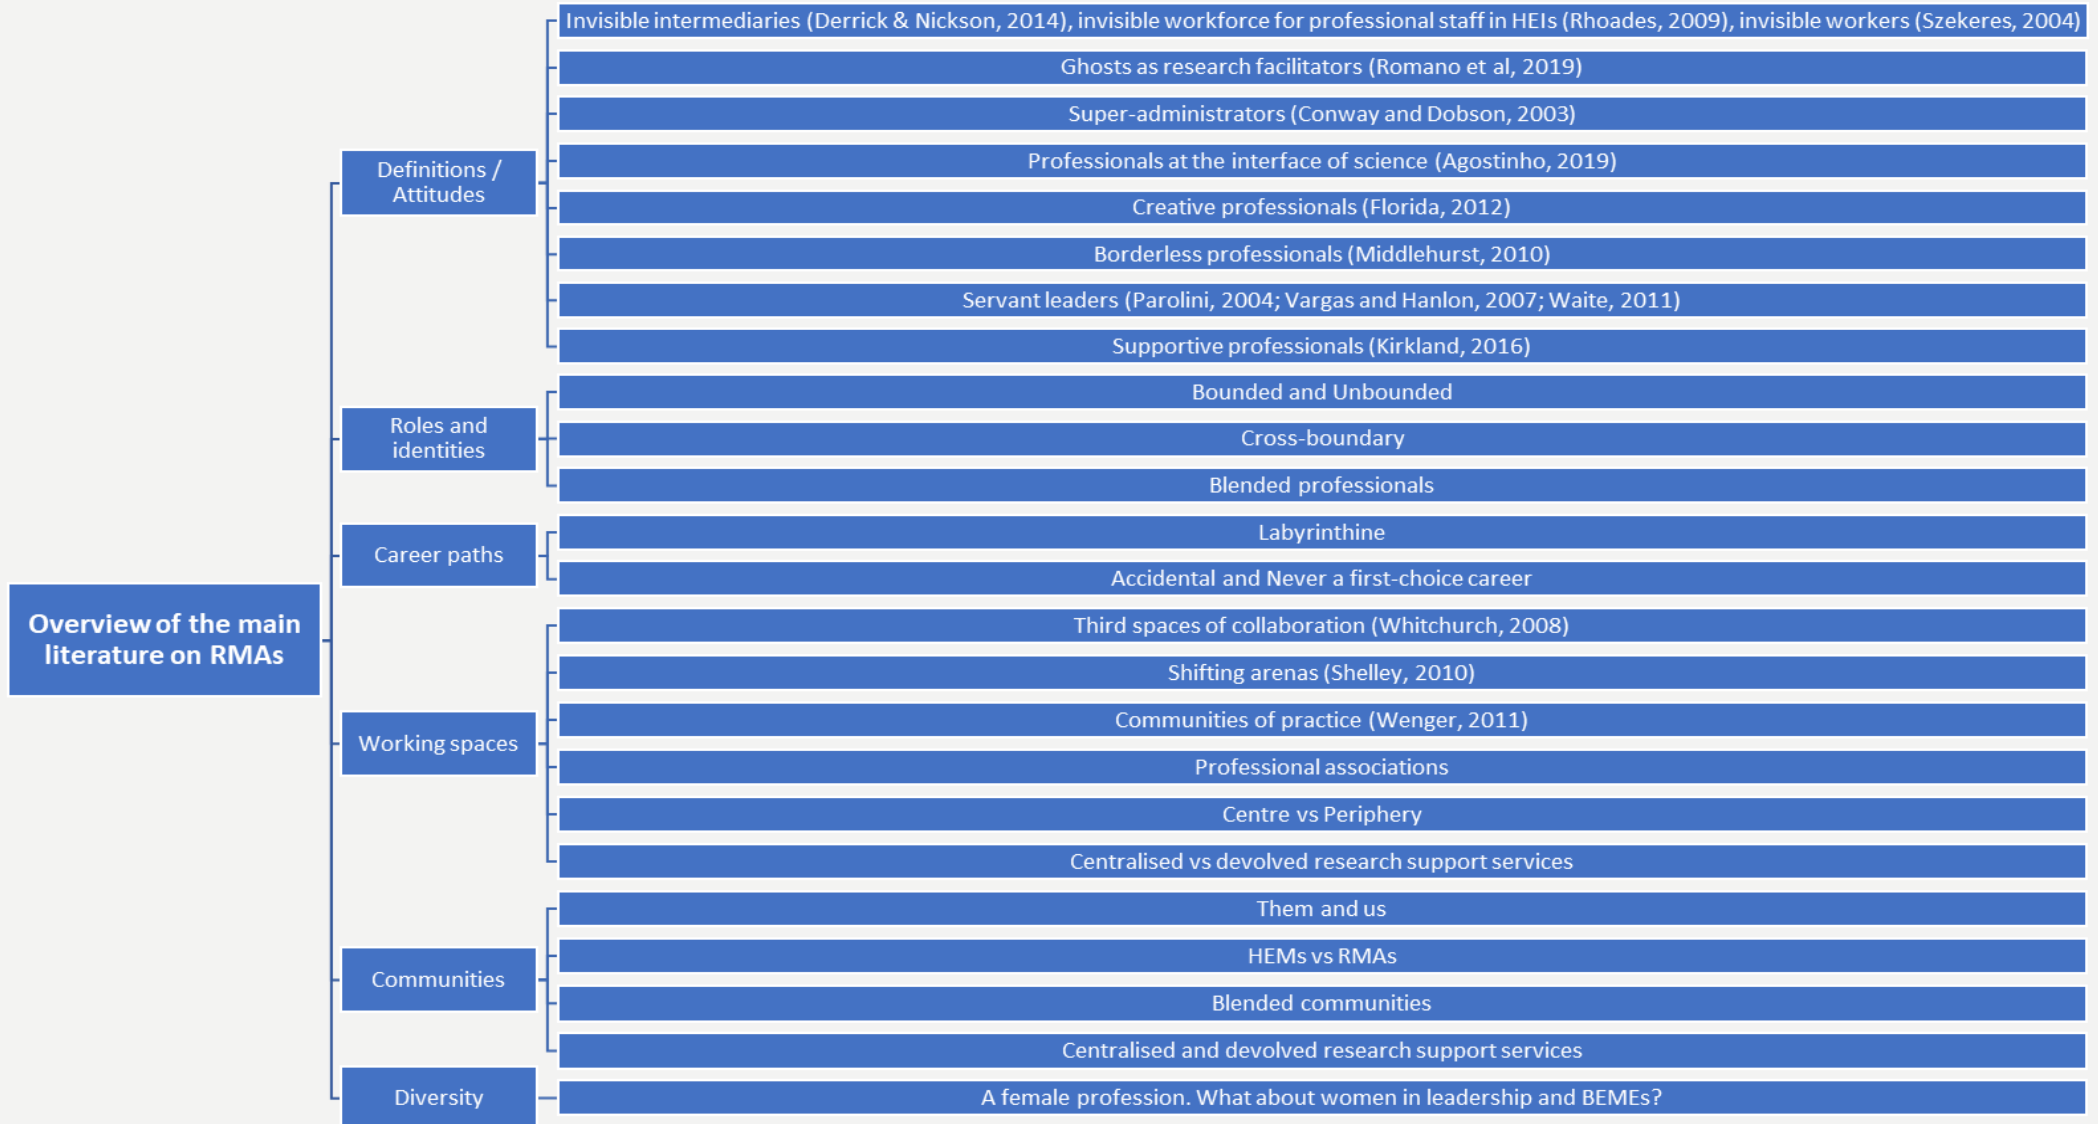 Overview of the main
literature on RMAs
Definitions /
Attitudes
Invisible intermediaries (Derrick & Nickson, 2014), invisible workforce for professional staff in HEIs (Rhoades, 2009), invisible workers (Szekeres, 2004)
Ghosts as research facilitators (Romano et al, 2019)
Super-administrators (Conway and Dobson, 2003)
Professionals at the interface of science (Agostinho, 2019)
Creative professionals (Florida, 2012)
Borderless professionals (Middlehurst, 2010)
Servant leaders (Parolini, 2004; Vargas and Hanlon, 2007; Waite, 2011)
Supportive professionals (Kirkland, 2016)
Roles and
identities
Bounded and Unbounded
Cross-boundary
Blended professionals
Career paths
Labyrinthine
Accidental and Never a first-choice career
Working spaces
Third spaces of collaboration (Whitchurch, 2008)
Shifting arenas (Shelley, 2010)
Communities of practice (Wenger, 2011)
Professional associations
Centre vs Periphery
Centralised vs devolved research support services
Communities
Them and us
HEMs vs RMAs
Blended communities
Centralised and devolved research support services
Diversity
A female profession. What about women in leadership and BEMEs?